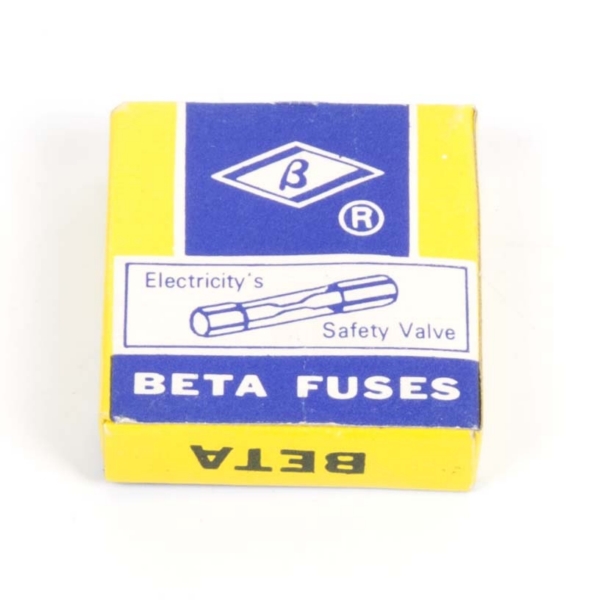 β
®
Electricity's
Safety Valve
BETA FUSES
BETA